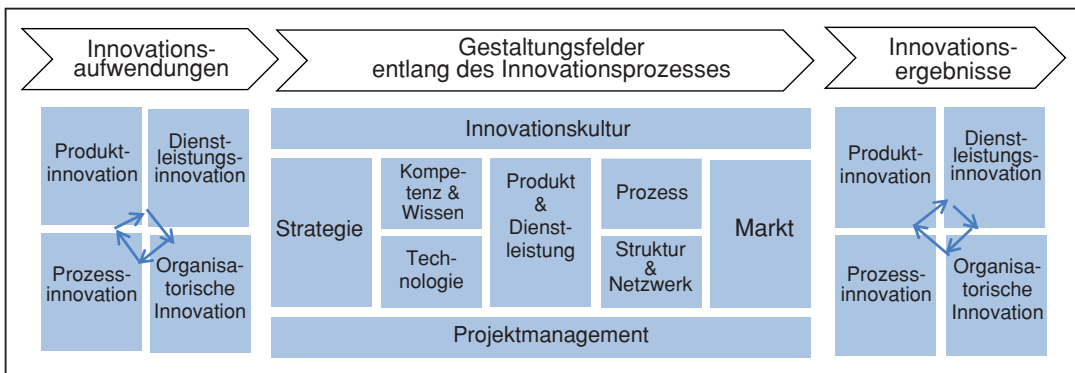 Innovations-
aufwendungen
Gestaltungsfelder
entlang des Innovationsprozesses
Innovations-
ergebnisse
Produkt-
innovation
Dienst-
leistungs-
innovation
Prozess-
innovation
Organisa-
torische
Innovation
Innovationskultur
Strategie
Kompe-
tenz &
Wissen
Tech-
nologie
Produkt
&
Dienst-
leistung
Prozess
Struktur
&
Netzwerk
Markt
Projektmanagement
Produkt-
innovation
Dienst-
leistungs-
innovation
Prozess-
innovation
Organisa-
torische
Innovation